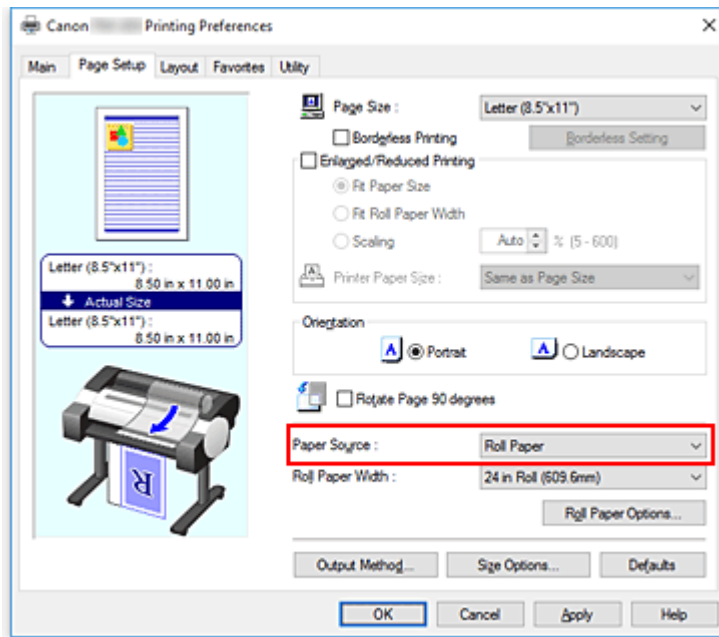 Canon Printing Preferences
Main Page Setup Layout Favorites Utility
Page Size : Letter (8.5"x11")
Borderless Printing Borderless Setting
Enlarged/Reduced Printing
Fit Paper Size
Fit Roll Paper Width
Scaling Auto % (5 - 600)
Printer Paper Size : Same as Page Size
Letter (8.5"x11") :
8.50 in x 11.00 in
Actual Size
Letter (8.5"x11") :
8.50 in x 11.00 in
Orientation
A Portrait A Landscape
Rotate Page 90 degrees
Paper Source : Roll Paper
Roll Paper Width : 24 in Roll (609.6mm)
Roll Paper Options...
R
Output Method... Size Options... Defaults
OK Cancel Apply Help